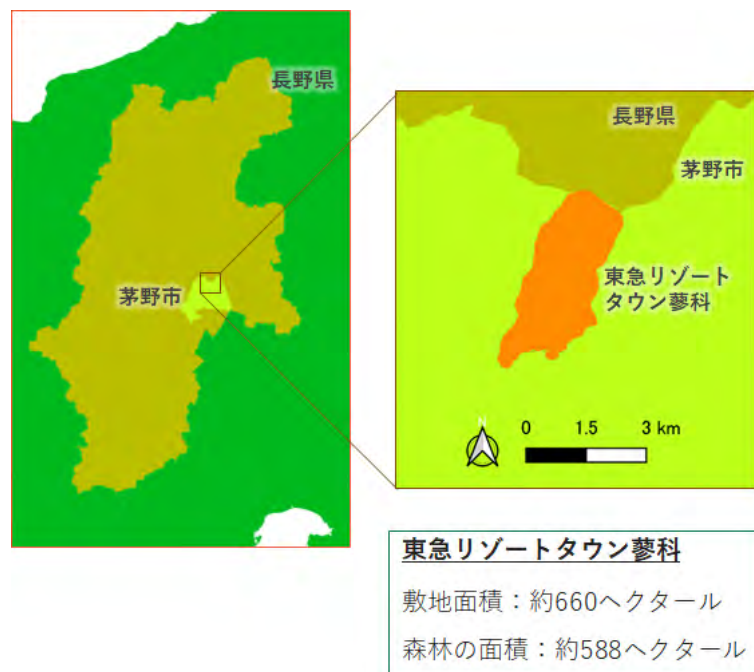 長野県
茅野市
長野県
茅野市
東急リゾート
タウン蓼科
N
0 1.5 3 km
東急リゾートタウン蓼科
敷地面積：約660ヘクタール
森林の面積：約588ヘクタール